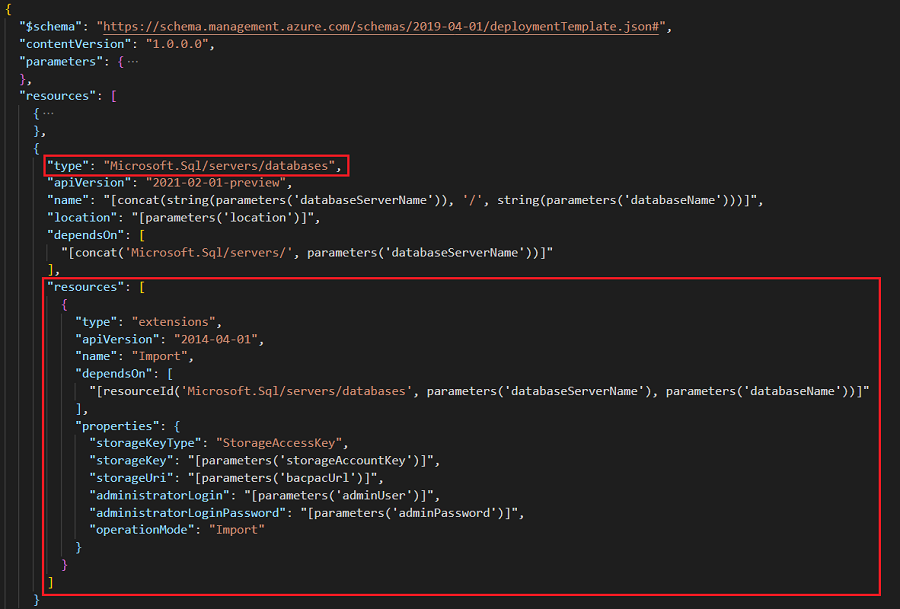 {
"$schema": "https://schema.management.azure.com/schemas/2019-04-01/deploymentTemplate.json#",
"contentVersion": "1.0.0.0",
"parameters": {···
},
"resources": [
{···
},
{
"type": "Microsoft.Sql/servers/databases",
"apiVersion": "2021-02-01-preview",
"name": "[concat(string(parameters('databaseServerName')), '/', string(parameters('databaseName')))]",
"location": "[parameters('location')]",
"dependsOn": [
"[concat('Microsoft.Sql/servers/', parameters('databaseServerName'))]"
],
"resources": [
{
"type": "extensions",
"apiVersion": "2014-04-01",
"name": "Import",
"dependsOn": [
"[resourceId('Microsoft.Sql/servers/databases', parameters('databaseServerName'), parameters('databaseName'))]"
],
"properties": {
"storageKeyType": "StorageAccessKey",
"storageKey": "[parameters('storageAccountKey')]",
"storageUri": "[parameters('bacpacUrl')]",
"administratorLogin": "[parameters('adminUser')]",
"administratorLoginPassword": "[parameters('adminPassword')]",
"operationMode": "Import"
}
}
]
}